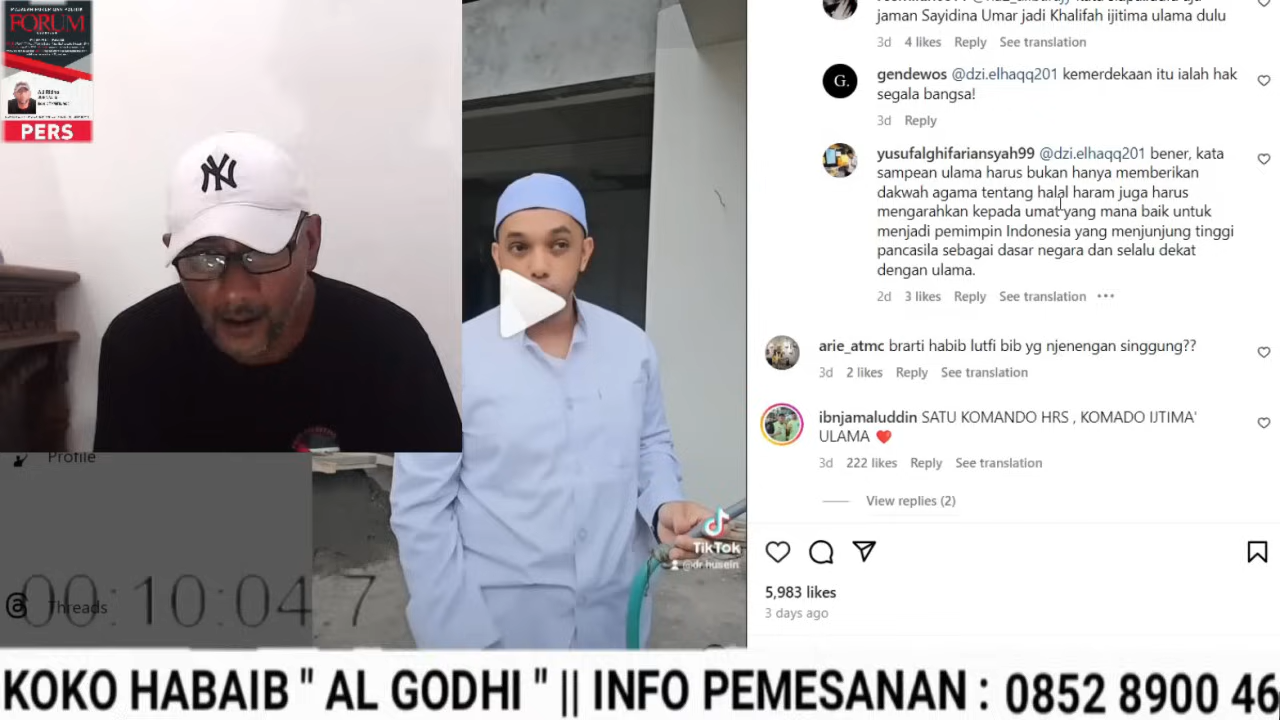 FORUM
PERS
NY
jaman Sayidina Umar jadi Khalifah ijitima ulama dulu
3d 4 likes Reply See translation
G.
gendewos @dzi.elhaqq201 kemerdekaan itu ialah hak
segala bangsa!
3d Reply
yusufalghifariansyah99 @dzi.elhaqq201 bener, kata
sampean ulama harus bukan hanya memberikan
dakwah agama tentang halal haram juga harus
mengarahkan kepada umat yang mana baik untuk
menjadi pemimpin Indonesia yang menjunjung tinggi
pancasila sebagai dasar negara dan selalu dekat
dengan ulama.
2d 3 likes Reply See translation •••
arie_atmc brarti habib lutfi bib yg njenengan singgung??
3d 2 likes Reply See translation
ibnjamaluddin SATU KOMANDO HRS , KOMADO IJTIMA'
ULAMA ❤️
3d 222 likes Reply See translation
View replies (2)
5,983 likes
3 days ago
Profile
Threads
00:10:04.7
TikTok
@dr husein
KOKO HABAIB " AL GODHI " || INFO PEMESANAN : 0852 8900 46